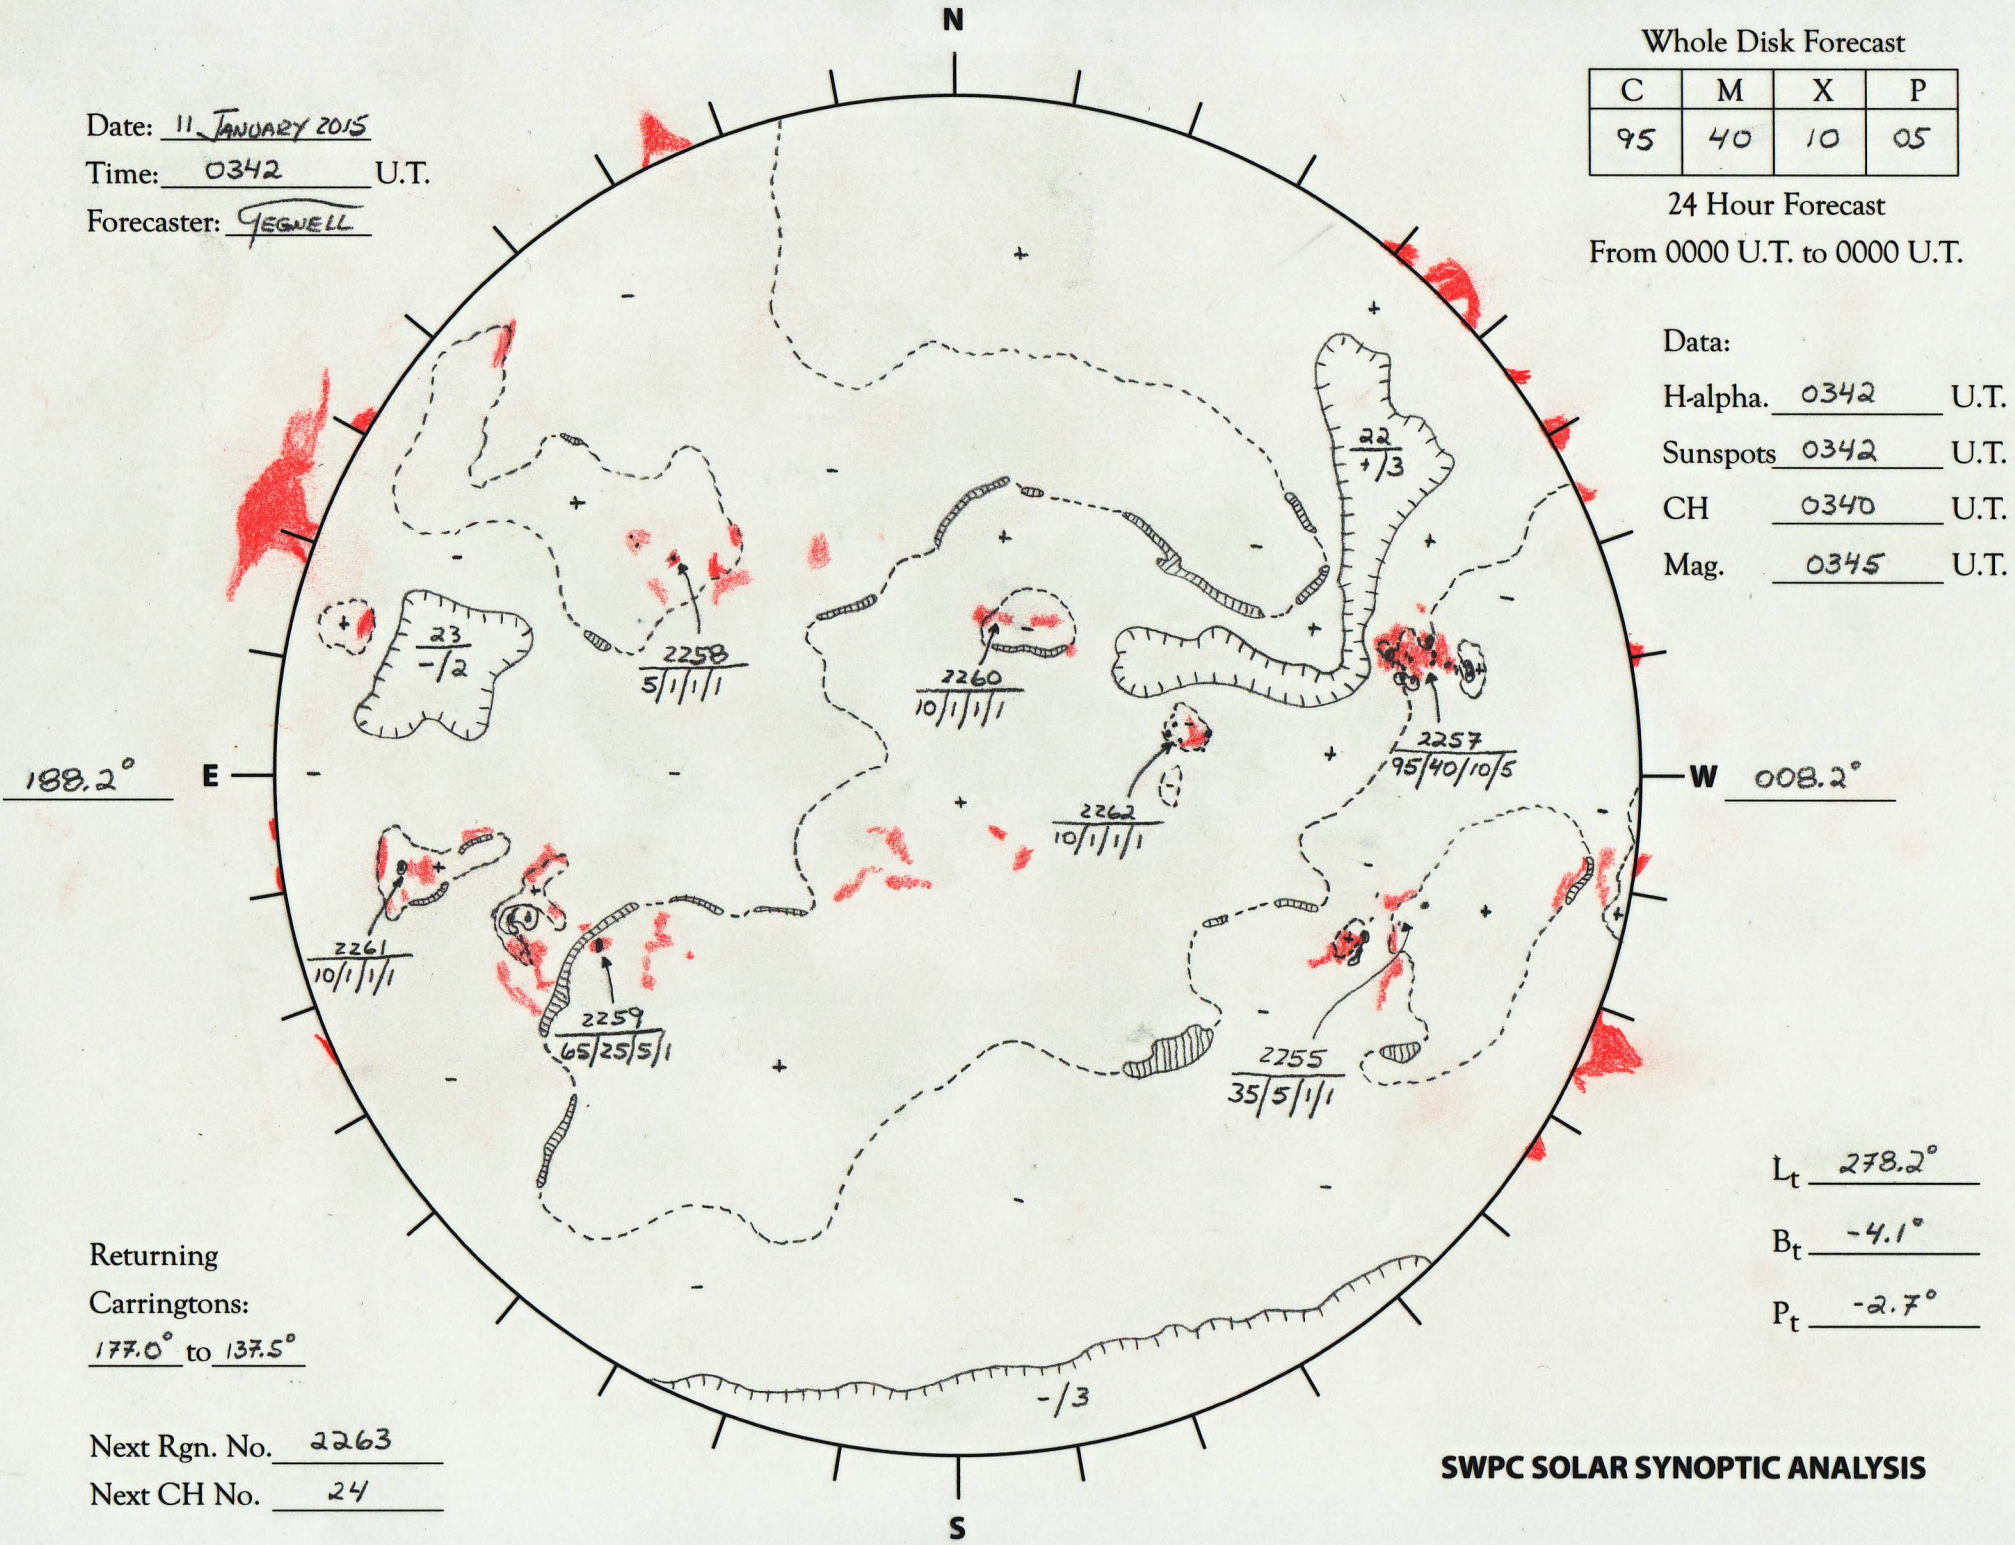 N
Whole Disk Forecast
C M X P
95 40 10 05
24 Hour Forecast
From 0000 U.T. to 0000 U.T.
Date: 11 JANUARY 2015
Time: 0342 U.T.
Forecaster: TEGNELL
Data:
H-alpha. 0342 U.T.
Sunspots 0342 U.T.
CH 0340 U.T.
Mag. 0345 U.T.
+
-
+
22
+/3
-
+
+
-
-
+
-
+
23
-/2
-
+
2258
5/1/1/1
-
2260
10/1/1/1
-
2257
95/40/10/5
+
188.2° E
-
-
+
-
-
2262
10/1/1/1
W 008.2°
-
-
+
+
+
+
+
2261
10/1/1/1
2259
65/25/5/1
-
2255
35/5/1/1
-
+
-
-
-
-/3
Lt 278.2°
Bt -4.1°
Pt -2.7°
Returning
Carringtons:
177.0° to 137.5°
Next Rgn. No. 2263
Next CH No. 24
SWPC SOLAR SYNOPTIC ANALYSIS
S